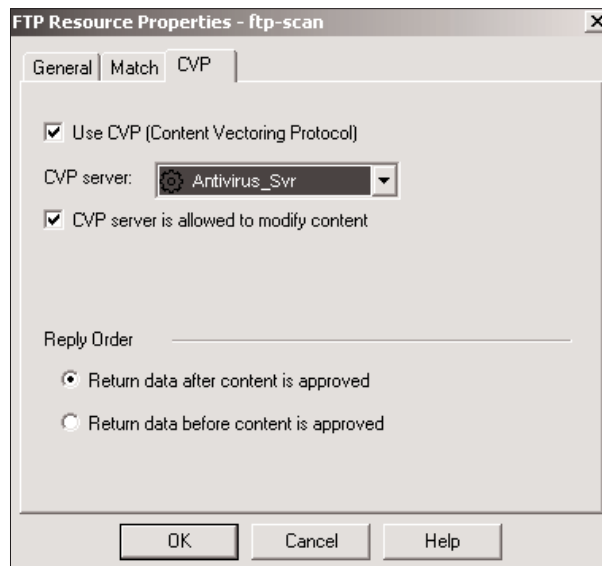 FTP Resource Properties - ftp-scan
General Match CVP
Use CVP (Content Vectoring Protocol)
CVP server: Antivirus_Svr
CVP server is allowed to modify content
Reply Order
Return data after content is approved
Return data before content is approved
OK Cancel Help